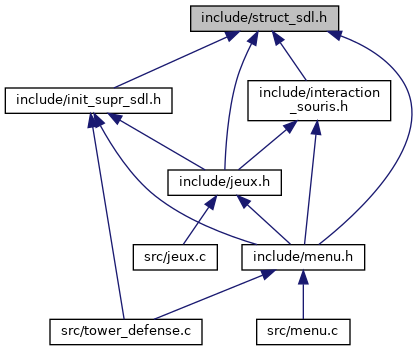 include/struct_sdl.h
include/init_supr_sdl.h
include/interaction
_souris.h
include/jeux.h
src/jeux.c
include/menu.h
src/tower_defense.c
src/menu.c